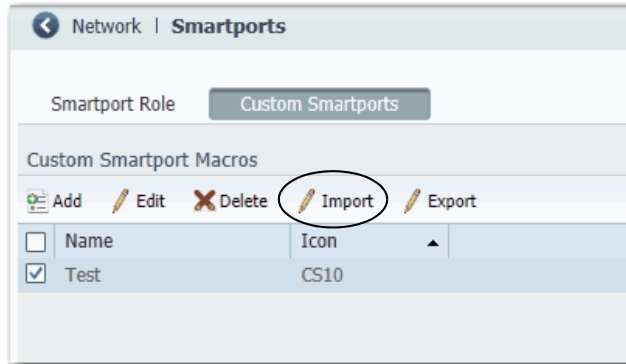 Network | Smartports
Smartport Role Custom Smartports
Custom Smartport Macros
Add Edit Delete Import Export
Name Icon
Test CS10